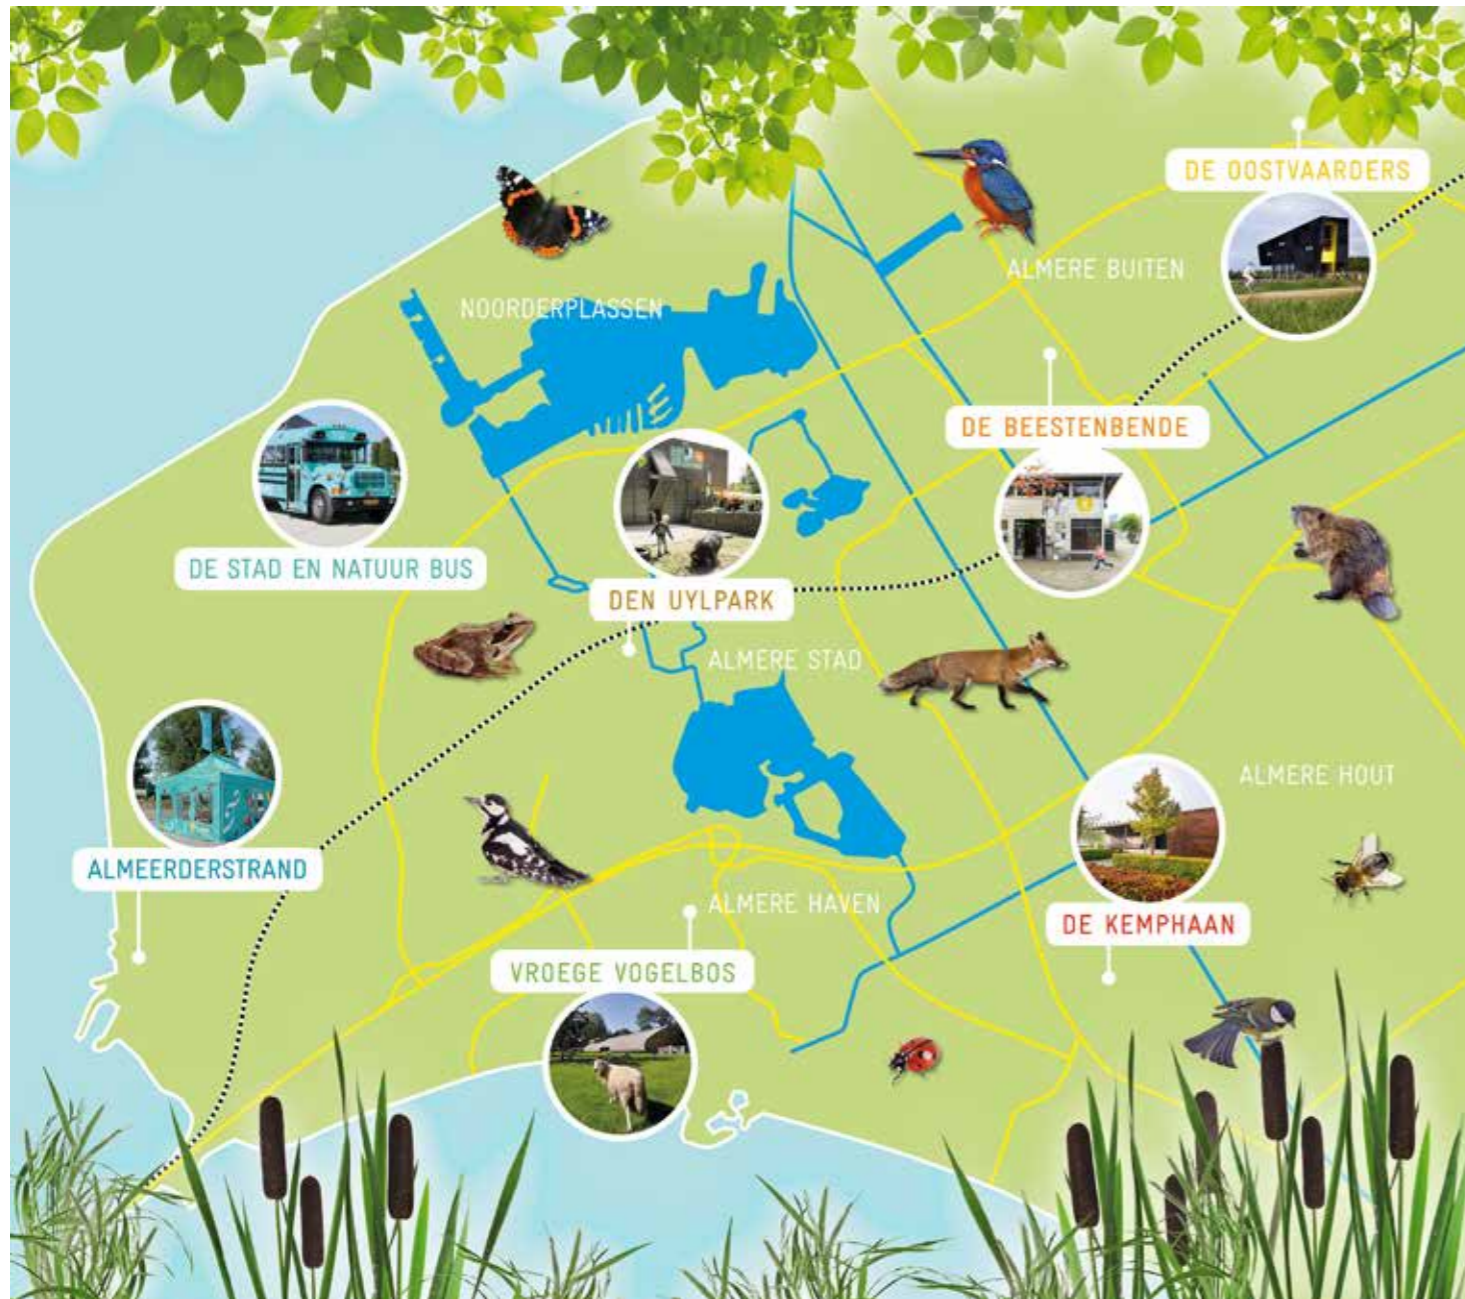 DE OOSTVAARDERS
ALMERE BUITEN
NOORDERPLASSEN
DE BEESTENBENDE
DE STAD EN NATUUR BUS
DEN UYLPARK
ALMERE STAD
ALMERE HOUT
ALMEERDERSTRAND
ALMERE HAVEN
DE KEMPHAAN
VROEGE VOGELBOS